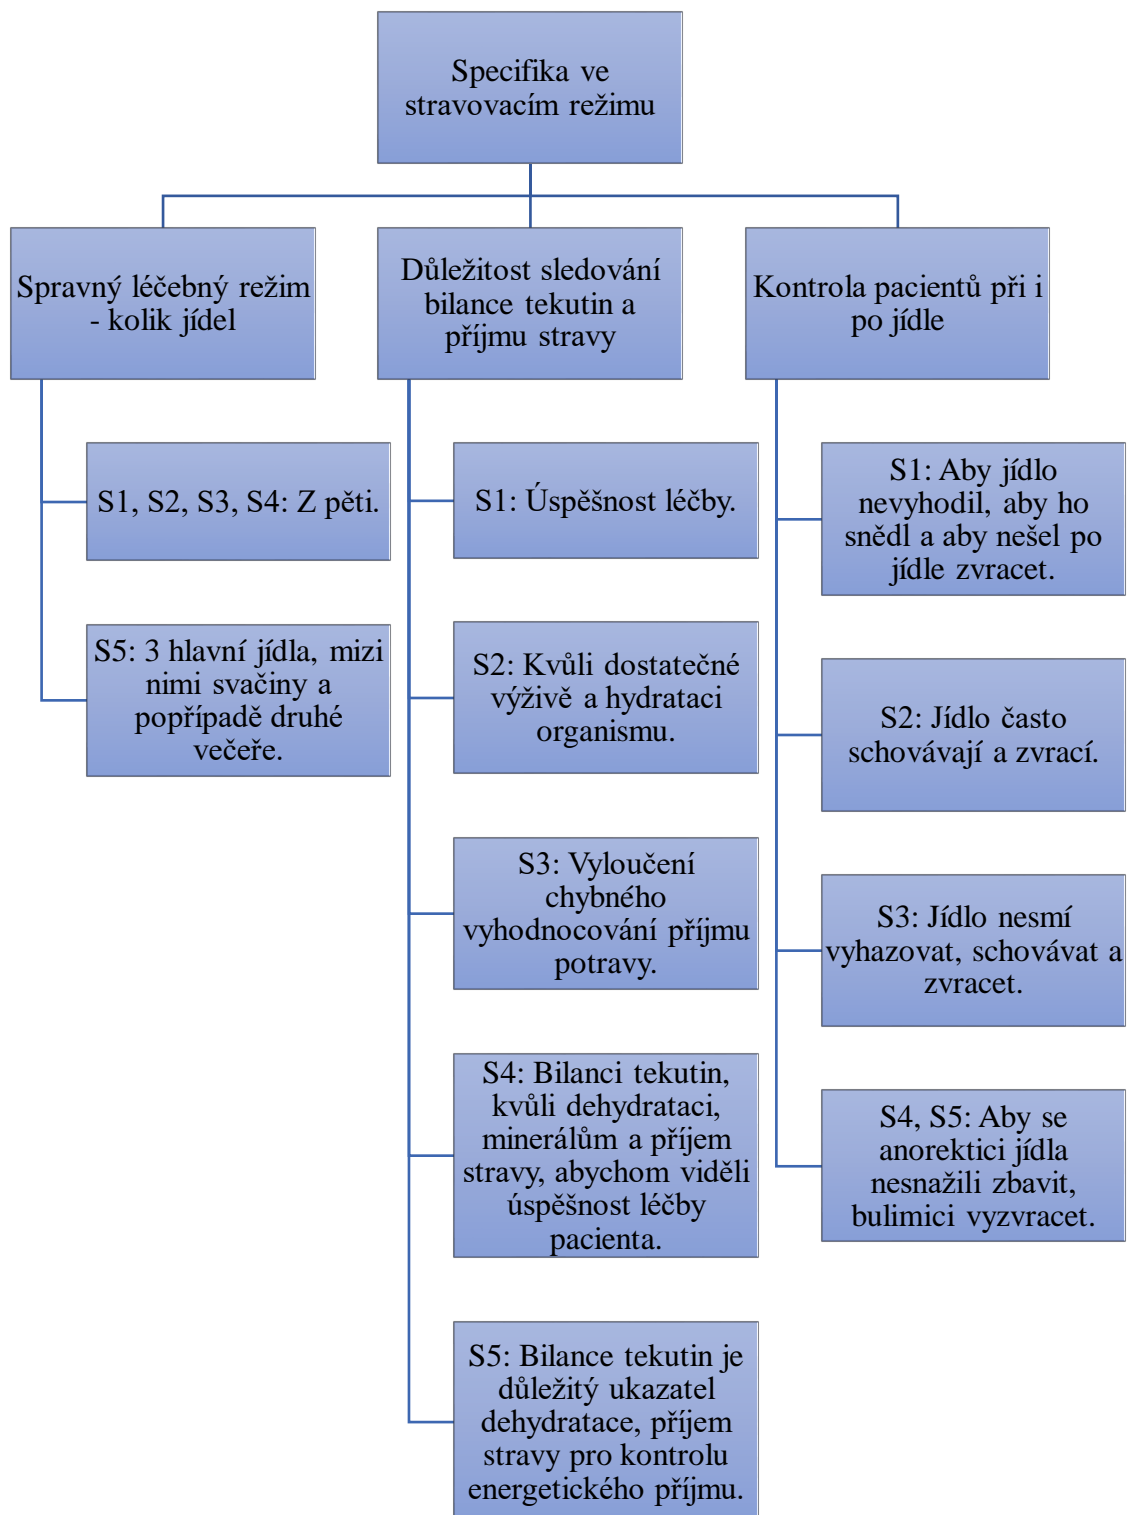 Specifika ve
stravovacím režimu
Spravný léčebný režim
- kolik jídel
Důležitost sledování
bilance tekutin a
příjmu stravy
Kontrola pacientů při i
po jídle
S1, S2, S3, S4: Z pěti.
S5: 3 hlavní jídla, mizi
nimi svačiny a
popřípadě druhé
večeře.
S1: Úspěšnost léčby.
S2: Kvůli dostatečné
výživě a hydrataci
organismu.
S3: Vyloučení
chybného
vyhodnocování příjmu
potravy.
S4: Bilanci tekutin,
kvůli dehydrataci,
minerálům a příjem
stravy, abychom viděli
úspěšnost léčby
pacienta.
S5: Bilance tekutin je
důležitý ukazatel
dehydratace, příjem
stravy pro kontrolu
energetického příjmu.
S1: Aby jídlo
nevyhodil, aby ho
snědl a aby nešel po
jídle zvracet.
S2: Jídlo často
schovávají a zvrací.
S3: Jídlo nesmí
vyhazovat, schovávat a
zvracet.
S4, S5: Aby se
anorektici jídla
nesnažili zbavit,
bulimici vyzvracet.